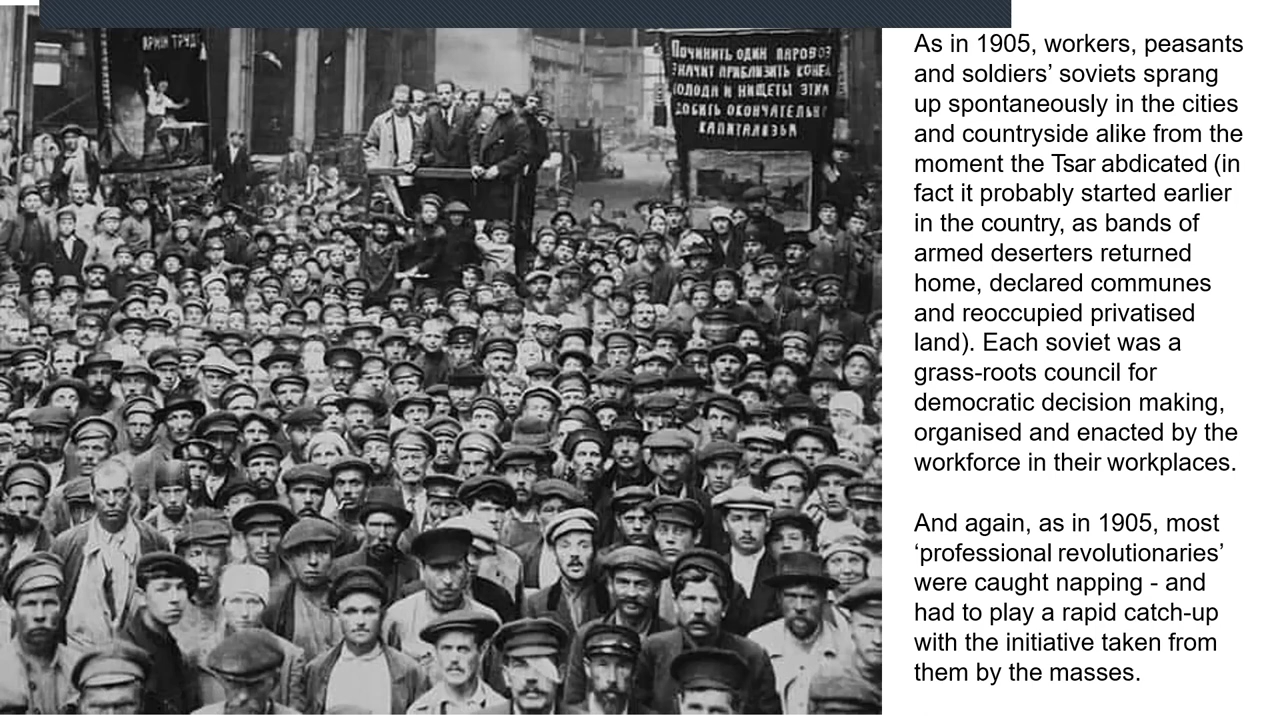 АРМІИ ТРУДА
Починить один паровоз
значит приблизить конец
голода и нищеты этим
добить окончательно
капитализм
As in 1905, workers, peasants
and soldiers’ soviets sprang
up spontaneously in the cities
and countryside alike from the
moment the Tsar abdicated (in
fact it probably started earlier
in the country, as bands of
armed deserters returned
home, declared communes
and reoccupied privatised
land). Each soviet was a
grass-roots council for
democratic decision making,
organised and enacted by the
workforce in their workplaces.
And again, as in 1905, most
‘professional revolutionaries’
were caught napping - and
had to play a rapid catch-up
with the initiative taken from
them by the masses.